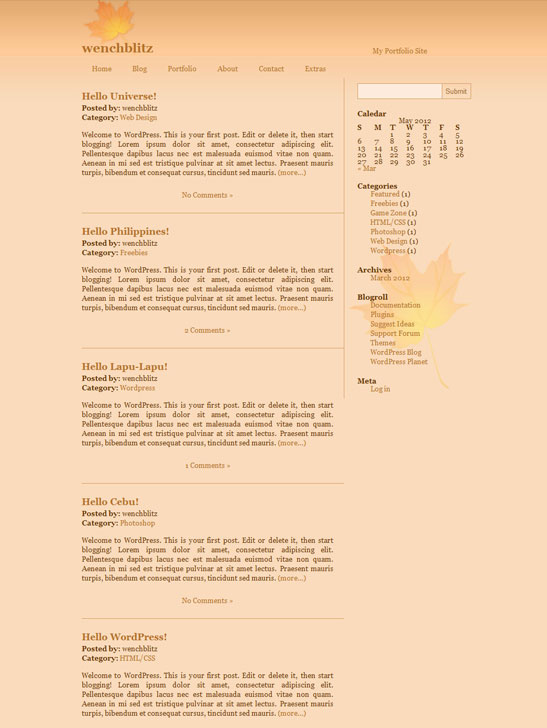 wenchblitz
My Portfolio Site
Home Blog Portfolio About Contact Extras
Hello Universe!
Posted by: wenchblitz
Category: Web Design
Welcome to WordPress. This is your first post. Edit or delete it, then start
blogging! Lorem ipsum dolor sit amet, consectetur adipiscing elit.
Pellentesque dapibus lacus nec est malesuada euismod vitae non quam.
Aenean in mi sed est tristique pulvinar at sit amet lectus. Praesent mauris
turpis, bibendum et consequat cursus, tincidunt sed mauris. (more...)
No Comments »
Hello Philippines!
Posted by: wenchblitz
Category: Freebies
Welcome to WordPress. This is your first post. Edit or delete it, then start
blogging! Lorem ipsum dolor sit amet, consectetur adipiscing elit.
Pellentesque dapibus lacus nec est malesuada euismod vitae non quam.
Aenean in mi sed est tristique pulvinar at sit amet lectus. Praesent mauris
turpis, bibendum et consequat cursus, tincidunt sed mauris. (more...)
2 Comments »
Hello Lapu-Lapu!
Posted by: wenchblitz
Category: Wordpress
Welcome to WordPress. This is your first post. Edit or delete it, then start
blogging! Lorem ipsum dolor sit amet, consectetur adipiscing elit.
Pellentesque dapibus lacus nec est malesuada euismod vitae non quam.
Aenean in mi sed est tristique pulvinar at sit amet lectus. Praesent mauris
turpis, bibendum et consequat cursus, tincidunt sed mauris. (more...)
1 Comments »
Hello Cebu!
Posted by: wenchblitz
Category: Photoshop
Welcome to WordPress. This is your first post. Edit or delete it, then start
blogging! Lorem ipsum dolor sit amet, consectetur adipiscing elit.
Pellentesque dapibus lacus nec est malesuada euismod vitae non quam.
Aenean in mi sed est tristique pulvinar at sit amet lectus. Praesent mauris
turpis, bibendum et consequat cursus, tincidunt sed mauris. (more...)
No Comments »
Hello WordPress!
Posted by: wenchblitz
Category: HTML/CSS
Welcome to WordPress. This is your first post. Edit or delete it, then start
blogging! Lorem ipsum dolor sit amet, consectetur adipiscing elit.
Pellentesque dapibus lacus nec est malesuada euismod vitae non quam.
Aenean in mi sed est tristique pulvinar at sit amet lectus. Praesent mauris
turpis, bibendum et consequat cursus, tincidunt sed mauris. (more...)
Submit
Caledar
May 2012
S M T W T F S
1 2 3 4 5
6 7 8 9 10 11 12
13 14 15 16 17 18 19
20 21 22 23 24 25 26
27 28 29 30 31
« Mar
Categories
Featured (1)
Freebies (1)
Game Zone (1)
HTML/CSS (1)
Photoshop (1)
Web Design (1)
Wordpress (1)
Archives
March 2012
Blogroll
Documentation
Plugins
Suggest Ideas
Support Forum
Themes
WordPress Blog
WordPress Planet
Meta
Log in